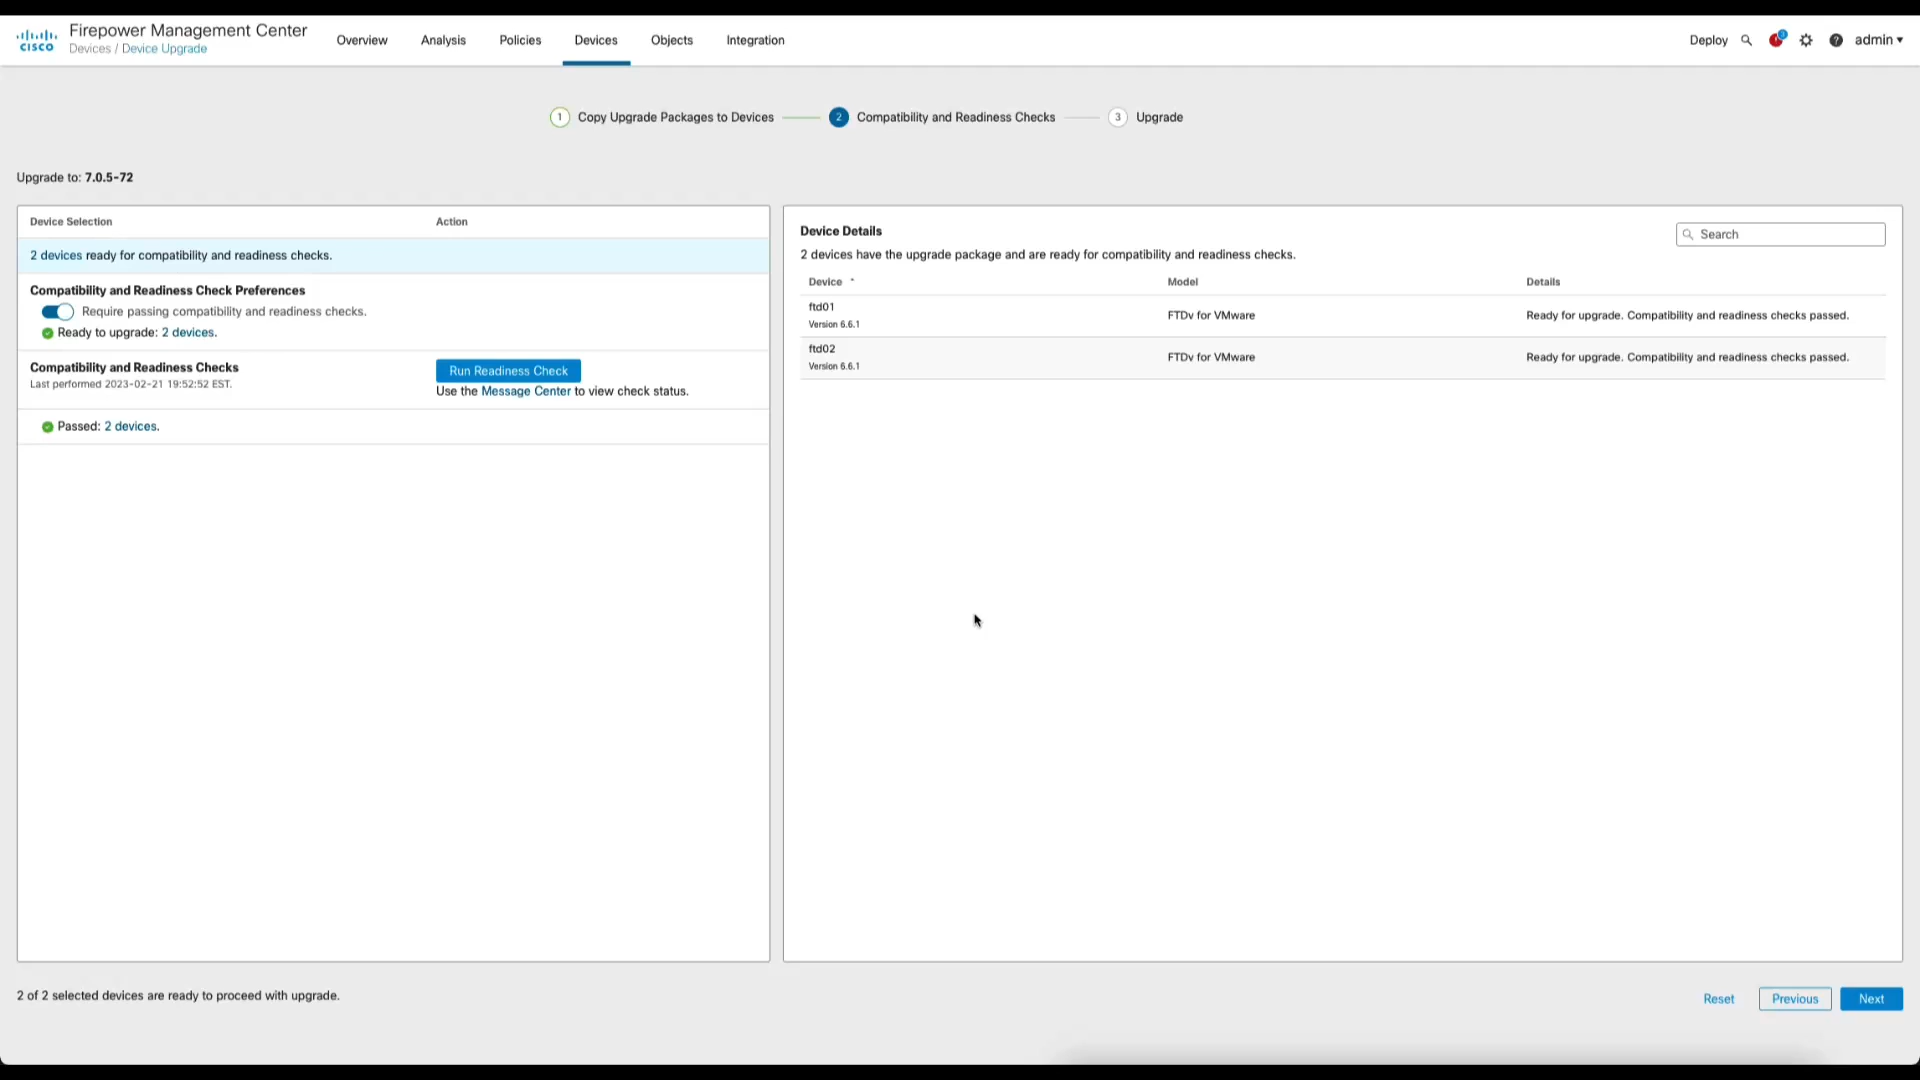 Firepower Management Center
Devices / Device Upgrade
cisco
Overview
Analysis
Policies
Devices
Objects
Integration
Deploy
admin
1 Copy Upgrade Packages to Devices
2 Compatibility and Readiness Checks
3 Upgrade
Upgrade to: 7.0.5-72
Device Selection
Action
2 devices ready for compatibility and readiness checks.
Compatibility and Readiness Check Preferences
Require passing compatibility and readiness checks.
Ready to upgrade: 2 devices.
Compatibility and Readiness Checks
Last performed 2023-02-21 19:52:52 EST.
Run Readiness Check
Use the Message Center to view check status.
Passed: 2 devices.
Device Details
Search
2 devices have the upgrade package and are ready for compatibility and readiness checks.
Device
Model
Details
ftd01
Version 6.6.1
FTDv for VMware
Ready for upgrade. Compatibility and readiness checks passed.
ftd02
Version 6.6.1
FTDv for VMware
Ready for upgrade. Compatibility and readiness checks passed.
2 of 2 selected devices are ready to proceed with upgrade.
Reset
Previous
Next